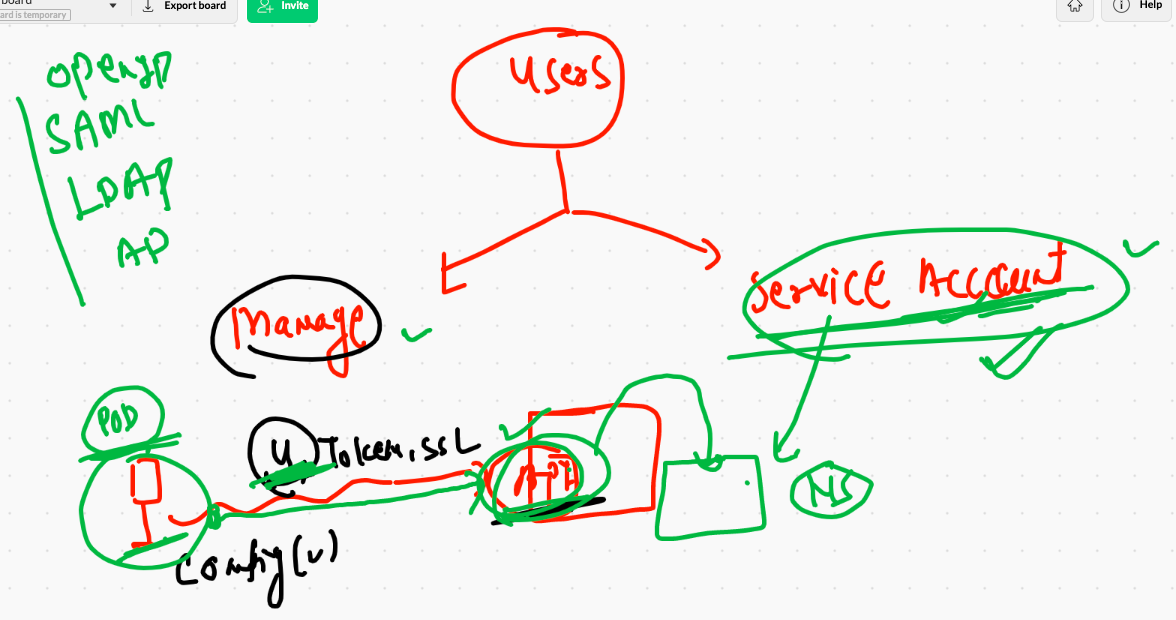 board
Export board
Invite
Help
ard is temporary
Users
SAML
LDAP
AD
Manage
Service Account
POD
U Token, SSL
API
NS
Config(v)